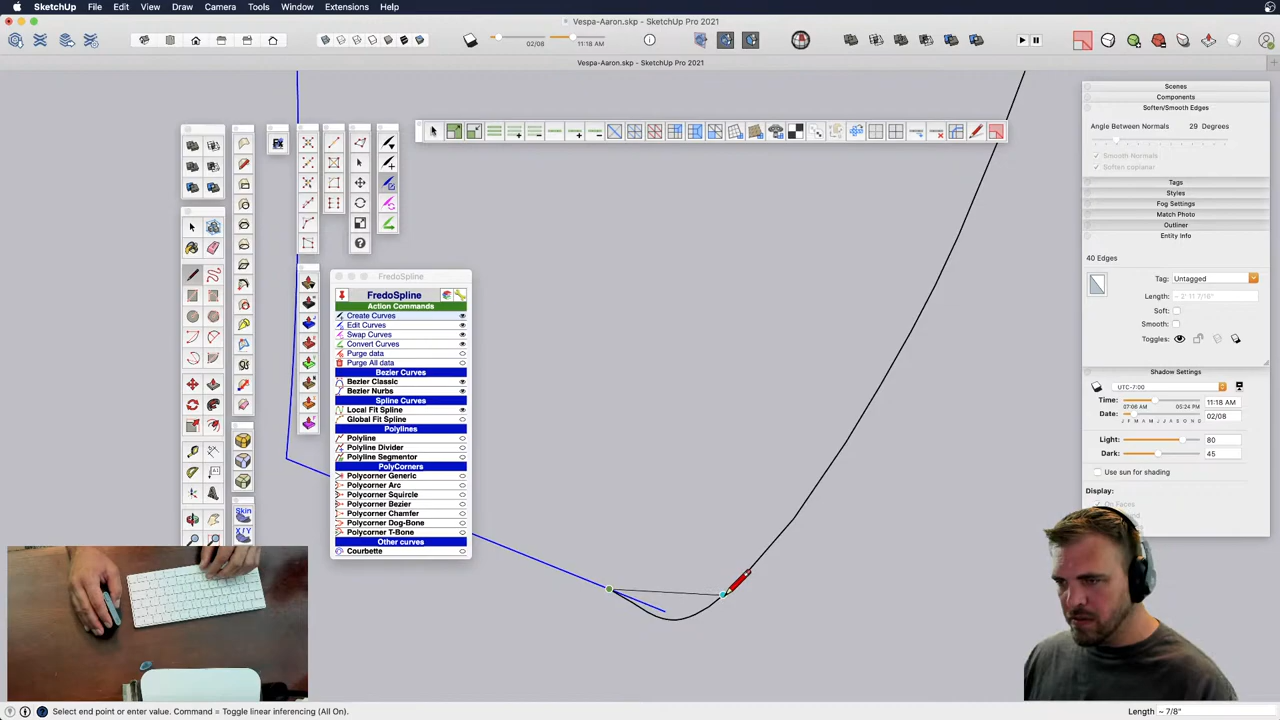 SketchUp File Edit View Camera Draw Tools Window Extensions Help
Vespa-Aaron.skp - SketchUp Pro 2021
02/08
11:18 AM
Vespa-Aaron.skp - SketchUp Pro 2021
Scenes
Components
Soften/Smooth Edges
Angle Between Normals 29 Degrees
Smooth Normals
Soften coplanar
Tags
Styles
Fog Settings
Match Photo
Outliner
Entity Info
40 Edges
Tag: Untagged
Length: ~ 2' 11 7/16"
Soft:
Smooth:
Toggles:
Shadow Settings
UTC-7:00
Time: 11:18 AM
07:06 AM 05:24 PM
Date: 02/08
J F M A M J J A S O N D
Light: 80
Dark: 45
Use sun for shading
Display:
On Faces
FredoSpline
FredoSpline
Action Commands
Create Curves
Edit Curves
Swap Curves
Convert Curves
Purge data
Purge All data
Bezier Curves
Bezier Classic
Bezier Nurbs
Spline Curves
Local Fit Spline
Global Fit Spline
Polylines
Polyline
Polyline Divider
Polyline Segmentor
PolyCorners
Polycorner Generic
Polycorner Arc
Polycorner Squircle
Polycorner Bezier
Polycorner Chamfer
Polycorner Dog-Bone
Polycorner T-Bone
Other curves
Courbette
Skin
X/Y
Select end point or enter value. Command = Toggle linear inferencing (All On).
Length ~ 7/8"